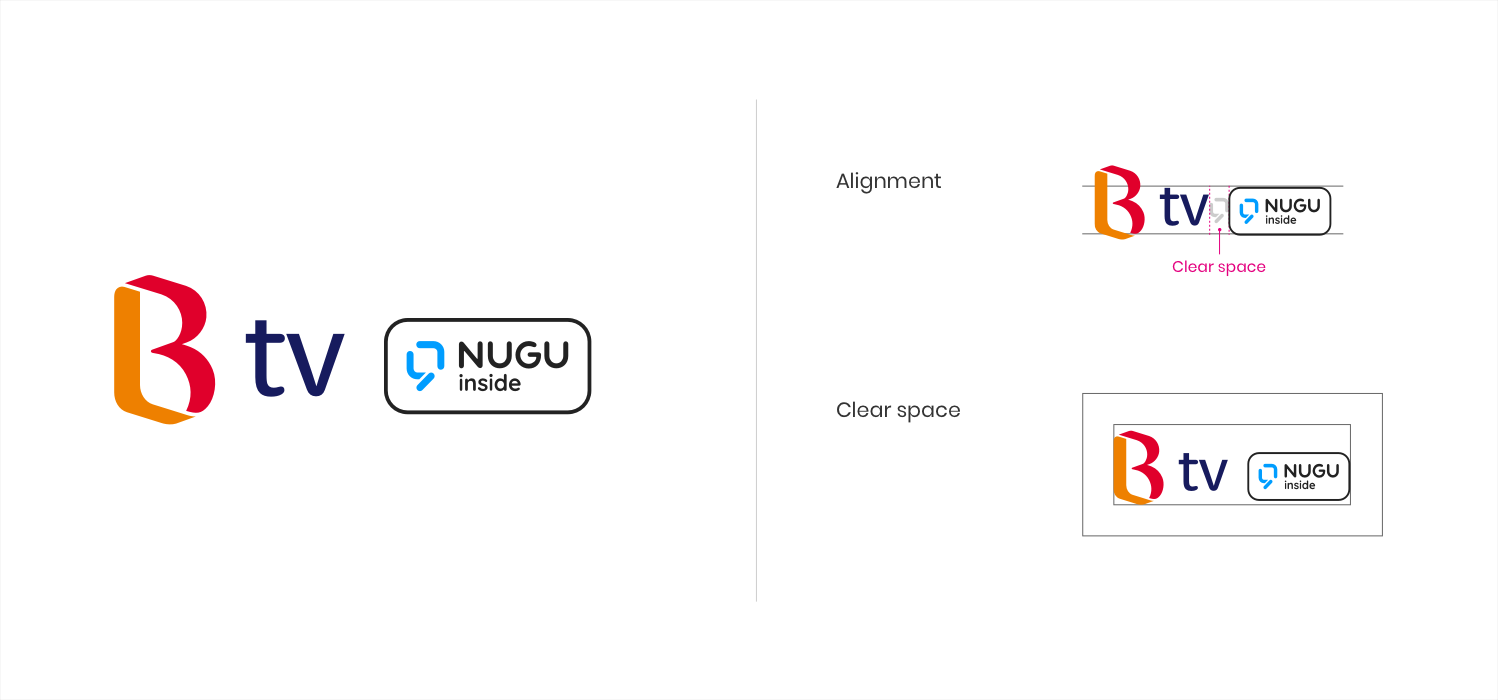 B tv
NUGU
inside
Alignment
B tv
NUGU
inside
Clear space
Clear space
B tv
NUGU
inside